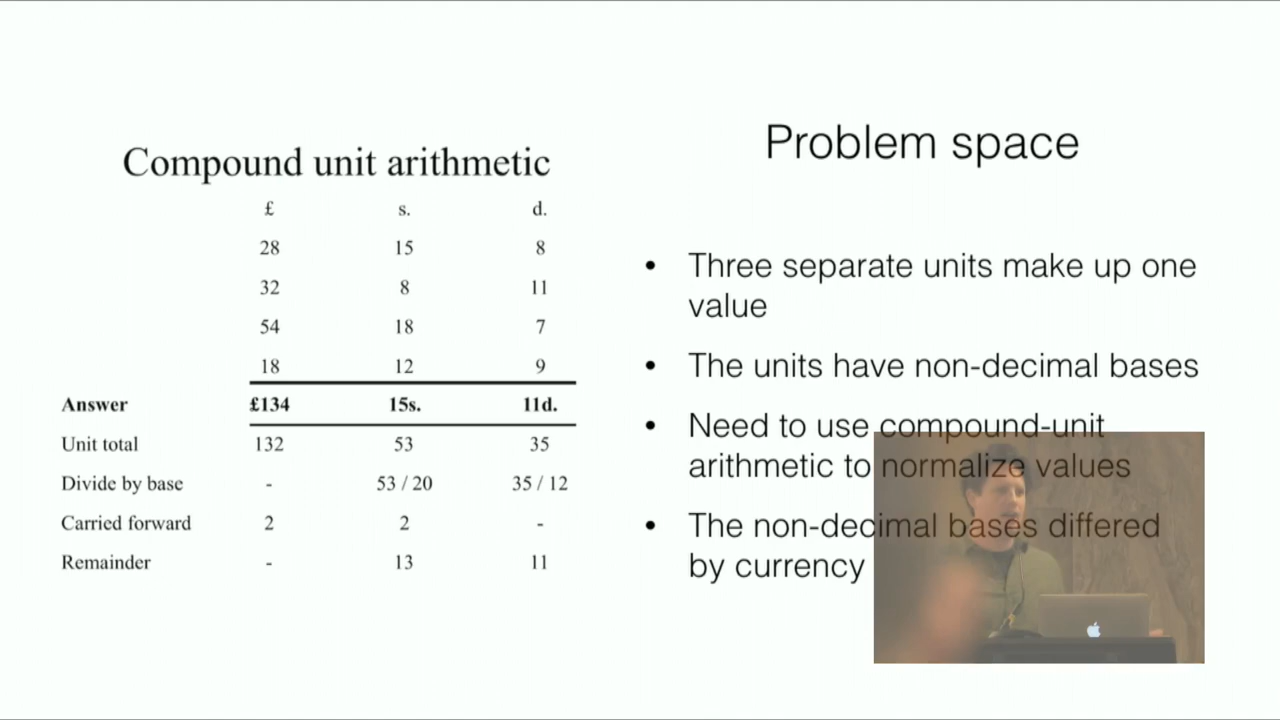 Compound unit arithmetic
£ s. d.
28 15 8
32 8 11
54 18 7
18 12 9
Answer £134 15s. 11d.
Unit total 132 53 35
Divide by base - 53 / 20 35 / 12
Carried forward 2 2 -
Remainder - 13 11
Problem space
• Three separate units make up one
value
• The units have non-decimal bases
• Need to use compound-unit
arithmetic to normalize values
• The non-decimal bases differed
by currency